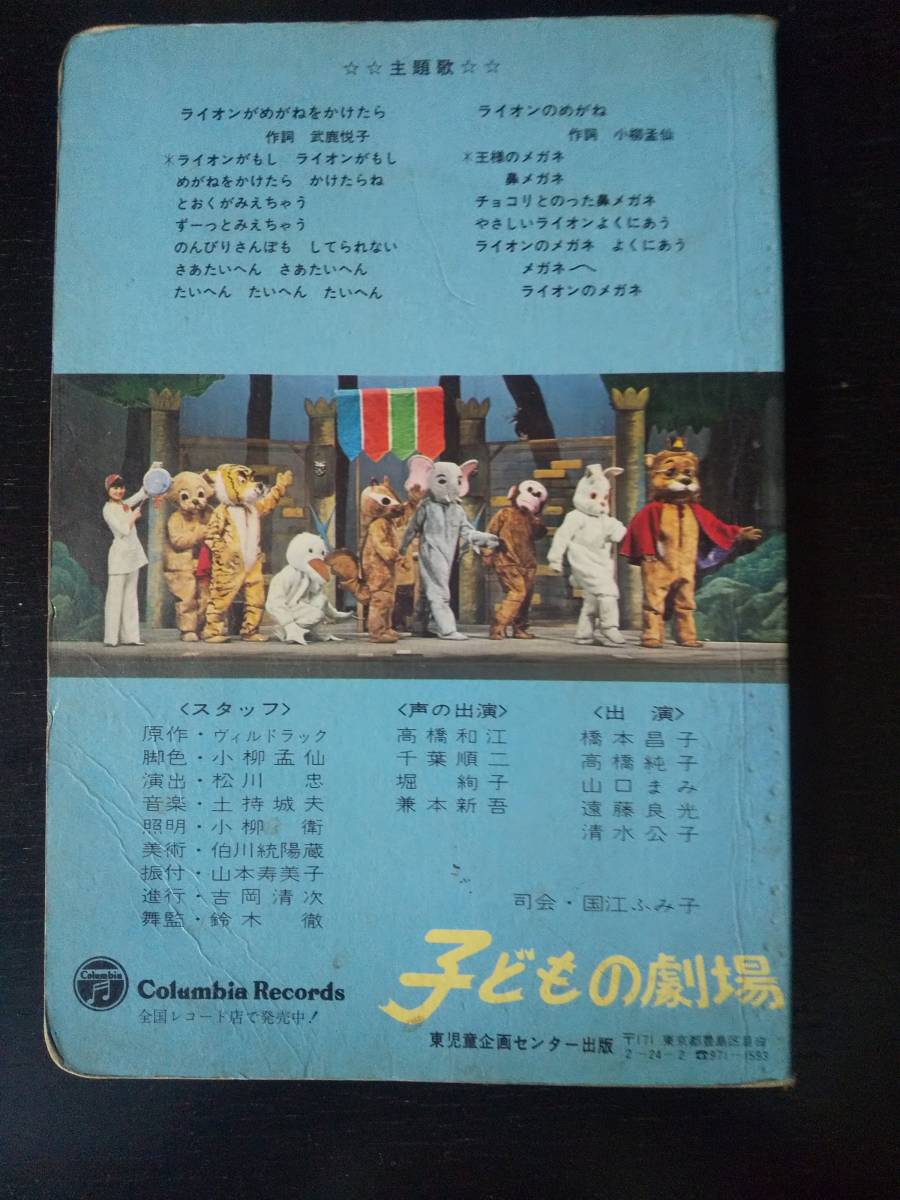 ☆☆主題歌☆☆
ライオンがめがねをかけたら
作詞 武鹿悦子
＊ライオンがもし ライオンがもし
めがねをかけたら かけたらね
とおくがみえちゃう
ずーっとみえちゃう
のんびりさんぽも してられない
さあたいへん さあたいへん
たいへん たいへん たいへん
ライオンのめがね
作詞 小柳孟仙
＊王様のメガネ
鼻メガネ
チョコリとのった鼻メガネ
やさしいライオンよくにあう
ライオンのメガネ よくにあう
メガネ〜へ
ライオンのメガネ
〈スタッフ〉
原作・ヴィルドラック
脚色・小柳孟仙
演出・松川 忠
音楽・土持城夫
照明・小柳 衛
美術・伯川統陽蔵
振付・山本寿美子
進行・吉岡清次
舞監・鈴木 徹
〈声の出演〉
高橋和江
千葉順二
堀 絢子
兼本新吾
〈出 演〉
橋本昌子
高橋純子
山口まみ
遠藤良光
清水公子
司会・国江ふみ子
Columbia
Columbia Records
全国レコード店で発売中！
子どもの劇場
東児童企画センター出版
〒171 東京都豊島区
2-24-2 ☎971-1593